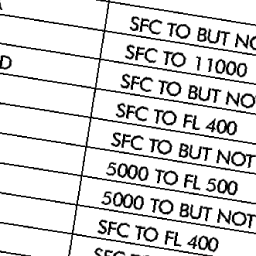 SFC TO BUT NO
SFC TO 11000
D
SFC TO BUT NO
SFC TO FL 400
SFC TO BUT NOT
5000 TO FL 500
5000 TO BUT NOT
SFC TO FL 400